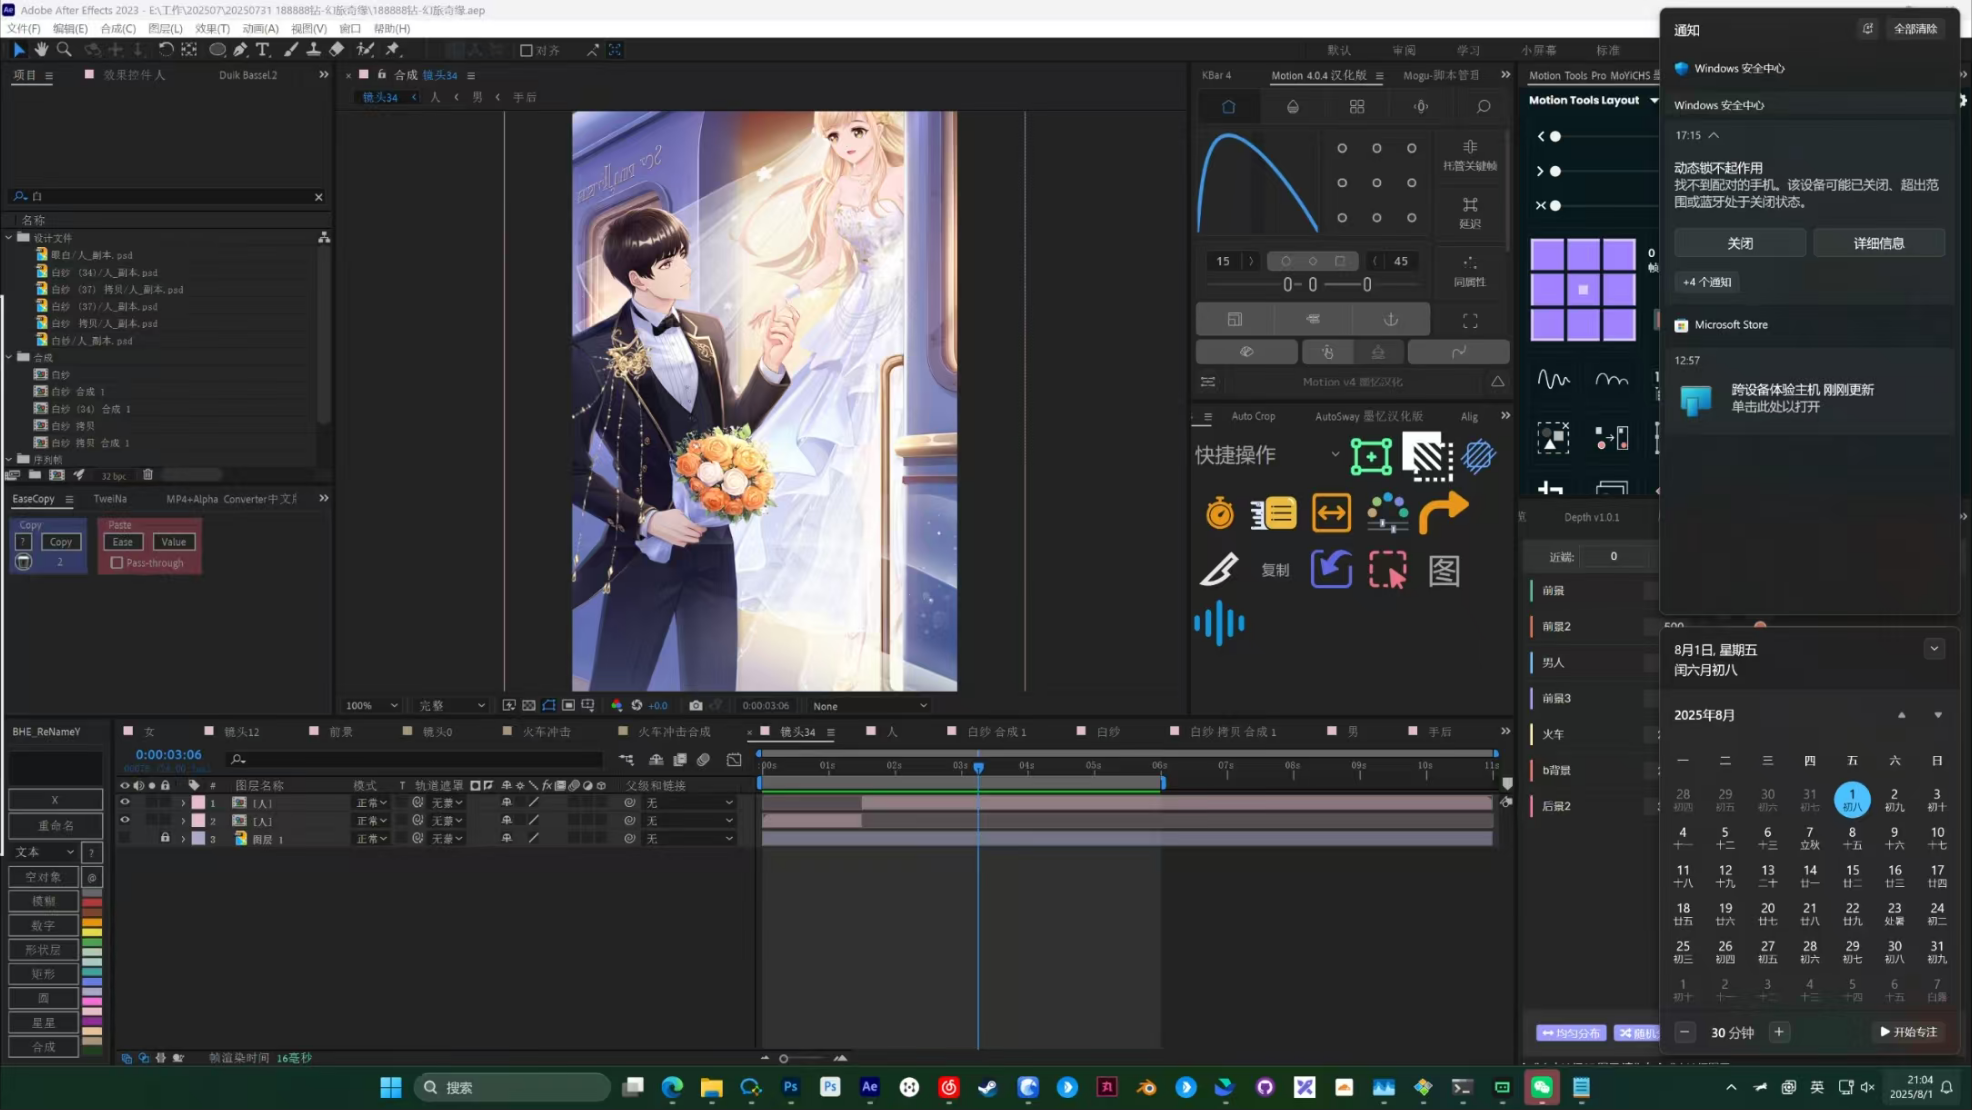 Adobe After Effects 2023 - E:\工作\202507\20250731 188888钻-幻旅奇缘\188888钻-幻旅奇缘.aep
文件(F) 编辑(E) 合成(C) 图层(L) 效果(T) 动画(A) 视图(V) 窗口 帮助(H)
对齐
默认 审阅 学习 小屏幕 标准
项目
效果控件 人
Duik Bassel.2
合成 镜头34
镜头34 人 男 手后
白
名称
设计文件
眼白/人_副本.psd
白纱 (34)/人_副本.psd
白纱 (37) 拷贝/人_副本.psd
白纱 (37)/人_副本.psd
白纱 拷贝/人_副本.psd
白纱/人_副本.psd
合成
白纱
白纱 合成 1
白纱 (34) 合成 1
白纱 拷贝
白纱 拷贝 合成 1
序列帧
32 bpc
EaseCopy TweiNa MP4+Alpha Converter中文
Copy Paste
? Copy Ease Value
2 Pass-through
100% 完整 +0.0 0:00:03:06 None
KBar 4 Motion 4.0.4 汉化版 Mogu-脚本管
托管关键帧
延迟
15 45
同属性
Motion v4 墨忆汉化
Auto Crop AutoSway 墨忆汉化版 Alig
快捷操作
复制
图
Motion Tools Pro MoYiCHS
Motion Tools Layout
0
Depth v1.0.1
近端: 0
前景
前景2
500
男人
前景3
火车
b背景
后景2
均匀分布 随机
通知
全部清除
Windows 安全中心
Windows 安全中心
17:15
动态锁不起作用
找不到配对的手机。该设备可能已关闭、超出范
围或蓝牙处于关闭状态。
关闭 详细信息
+4 个通知
Microsoft Store
12:57
跨设备体验主机 刚刚更新
单击此处以打开
8月1日, 星期五
闰六月初八
2025年8月
一 二 三 四 五 六 日
28 29 30 31 1 2 3
初四 初五 初六 初七 初八 初九 初十
4 5 6 7 8 9 10
十一 十二 十三 立秋 十五 十六 十七
11 12 13 14 15 16 17
十八 十九 二十 廿一 廿二 廿三 廿四
18 19 20 21 22 23 24
廿五 廿六 廿七 廿八 廿九 处暑 初二
25 26 27 28 29 30 31
初三 初四 初五 初六 初七 初八 初九
1 2 3 4 5 6 7
初十 十一 十二 十三 十四 十五 白露
30 分钟
开始专注
BHE_ReNameY
X
重命名
文本 ?
空对象 @
模糊
数字
形状层
矩形
圆
星星
合成
女 镜头12 前景 镜头0 火车冲击 火车冲击合成 镜头34 人 白纱 合成 1 白纱 白纱 拷贝 合成 1 男 手后
0:00:03:06
:00s 01s 02s 03s 04s 05s 06s 07s 08s 09s 10s 11s
# 图层名称 模式 T 轨道遮罩 父级和链接
1 [人] 正常 无蒙 无
2 [人] 正常 无蒙 无
3 图层 1 正常 无蒙 无
帧渲染时间 16毫秒
搜索
英
21:04
2025/8/1